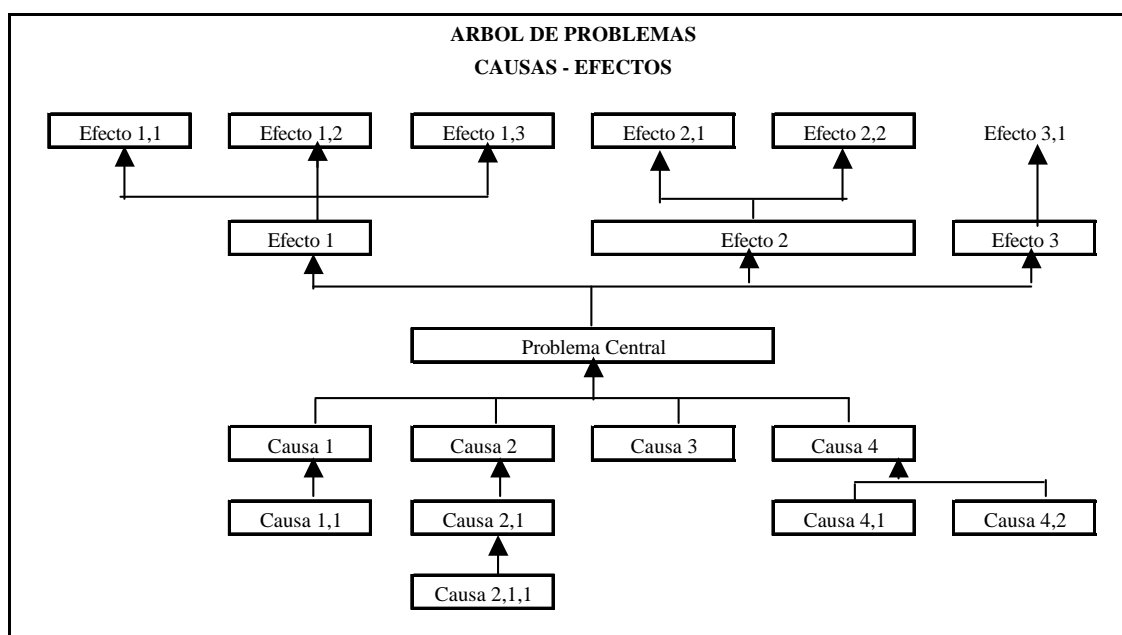 ARBOL DE PROBLEMAS
CAUSAS - EFECTOS
Efecto 1,1
Efecto 1,2
Efecto 1,3
Efecto 2,1
Efecto 2,2
Efecto 3,1
Efecto 1
Efecto 2
Efecto 3
Problema Central
Causa 1
Causa 2
Causa 3
Causa 4
Causa 1,1
Causa 2,1
Causa 4,1
Causa 4,2
Causa 2,1,1